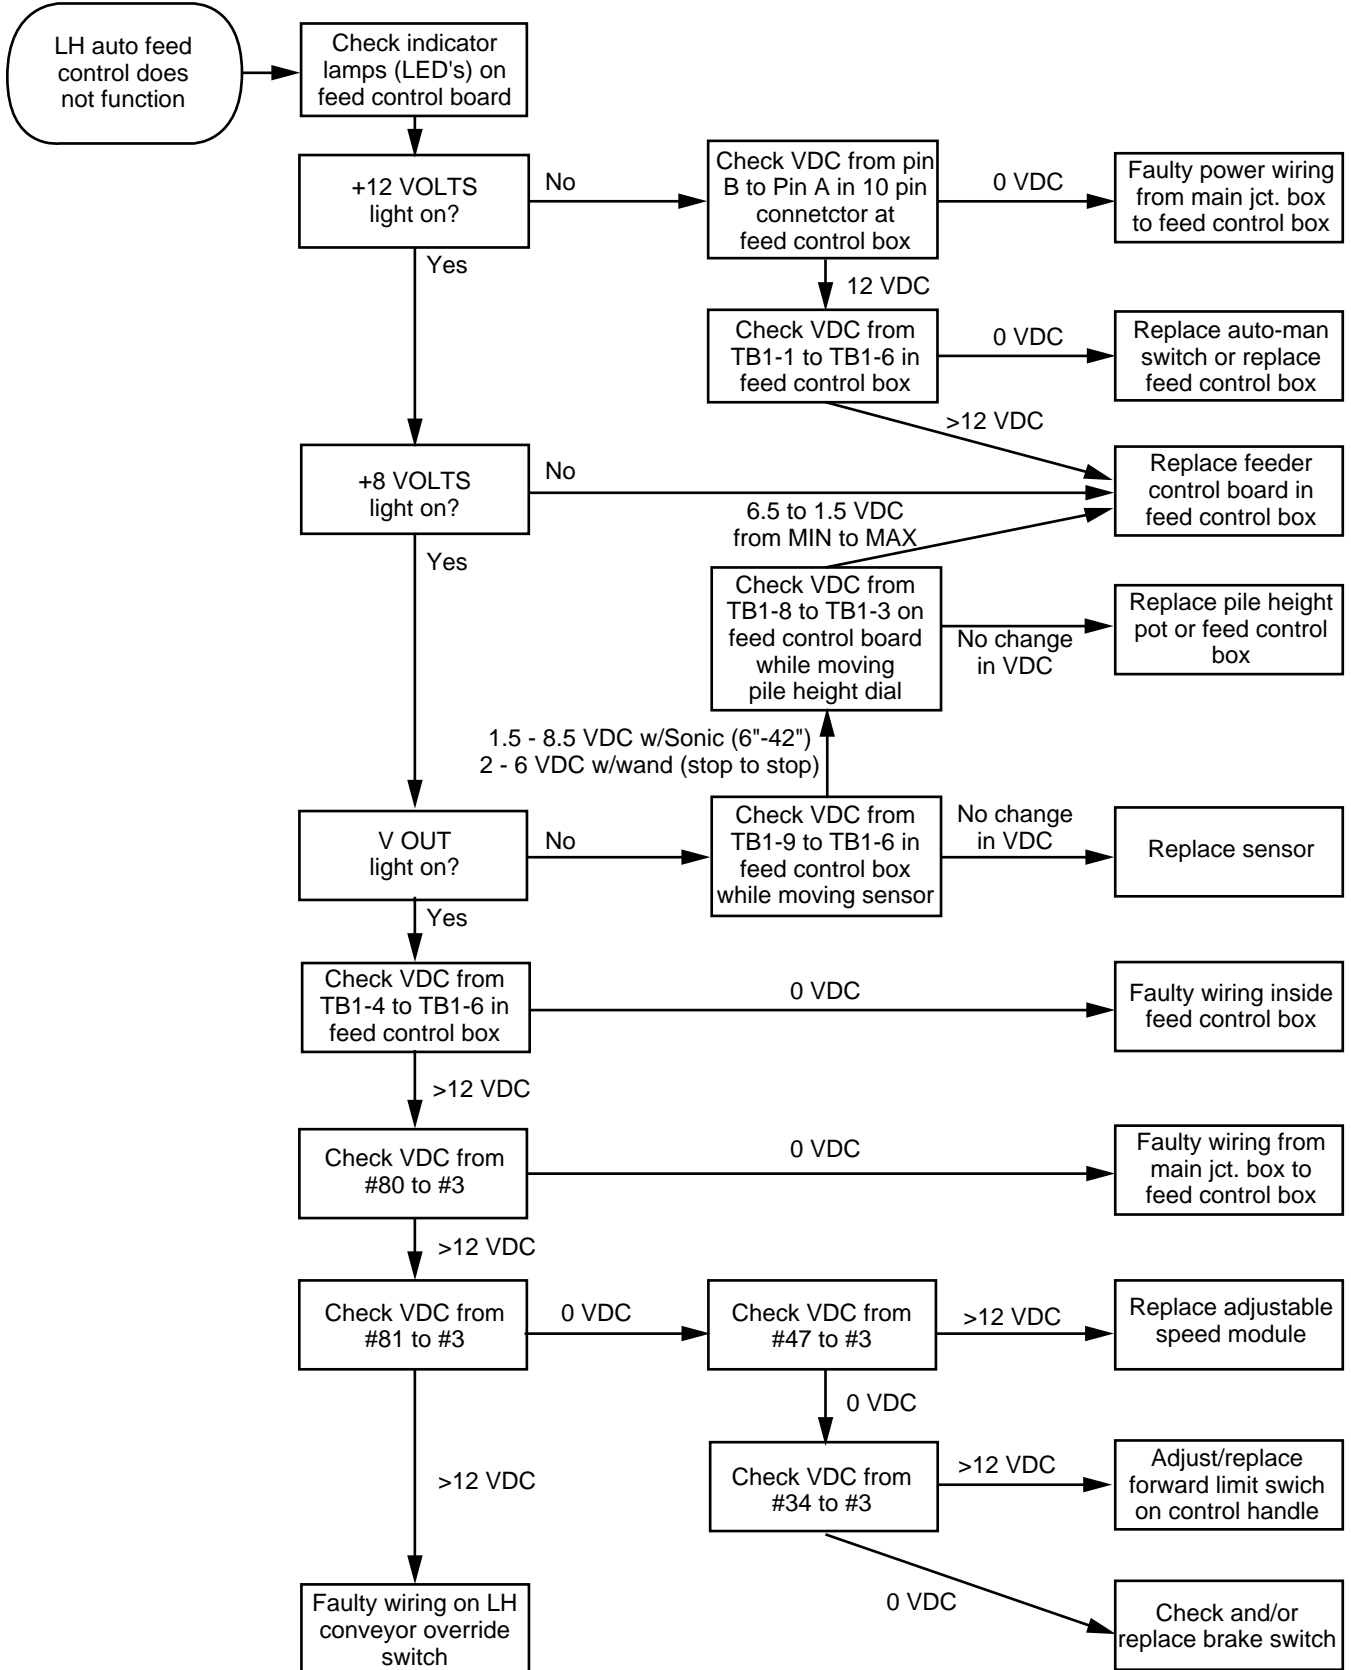 LH auto feed
control does
not function
Check indicator
lamps (LED's) on
feed control board
+12 VOLTS
light on?
No
Check VDC from pin
B to Pin A in 10 pin
connetctor at
feed control box
0 VDC
Faulty power wiring
from main jct. box
to feed control box
Yes
12 VDC
Check VDC from
TB1-1 to TB1-6 in
feed control box
0 VDC
Replace auto-man
switch or replace
feed control box
>12 VDC
+8 VOLTS
light on?
No
Replace feeder
control board in
feed control box
6.5 to 1.5 VDC
from MIN to MAX
Yes
Check VDC from
TB1-8 to TB1-3 on
feed control board
while moving
pile height dial
No change
in VDC
Replace pile height
pot or feed control
box
1.5 - 8.5 VDC w/Sonic (6"-42")
2 - 6 VDC w/wand (stop to stop)
V OUT
light on?
No
Check VDC from
TB1-9 to TB1-6 in
feed control box
while moving sensor
No change
in VDC
Replace sensor
Yes
Check VDC from
TB1-4 to TB1-6 in
feed control box
0 VDC
Faulty wiring inside
feed control box
>12 VDC
Check VDC from
#80 to #3
0 VDC
Faulty wiring from
main jct. box to
feed control box
>12 VDC
Check VDC from
#81 to #3
0 VDC
Check VDC from
#47 to #3
>12 VDC
Replace adjustable
speed module
0 VDC
>12 VDC
Check VDC from
#34 to #3
>12 VDC
Adjust/replace
forward limit swich
on control handle
0 VDC
Check and/or
replace brake switch
Faulty wiring on LH
conveyor override
switch